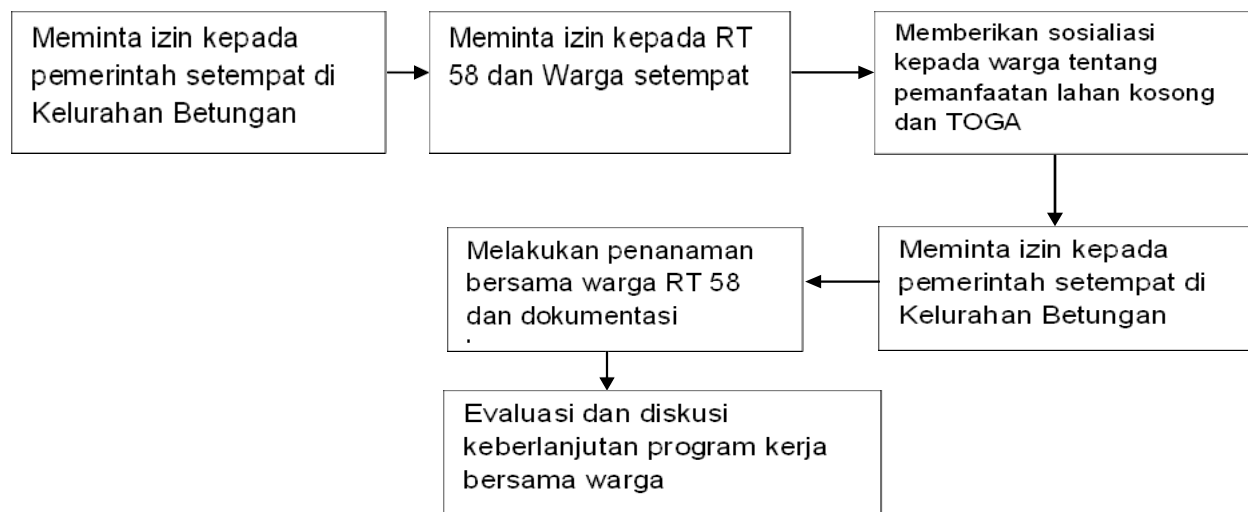 Meminta izin kepada
pemerintah setempat di
Kelurahan Betungan
Meminta izin kepada RT
58 dan Warga setempat
Memberikan sosialiasi
kepada warga tentang
pemanfaatan lahan kosong
dan TOGA
Meminta izin kepada
pemerintah setempat di
Kelurahan Betungan
Melakukan penanaman
bersama warga RT 58
dan dokumentasi
.
Evaluasi dan diskusi
keberlanjutan program kerja
bersama warga